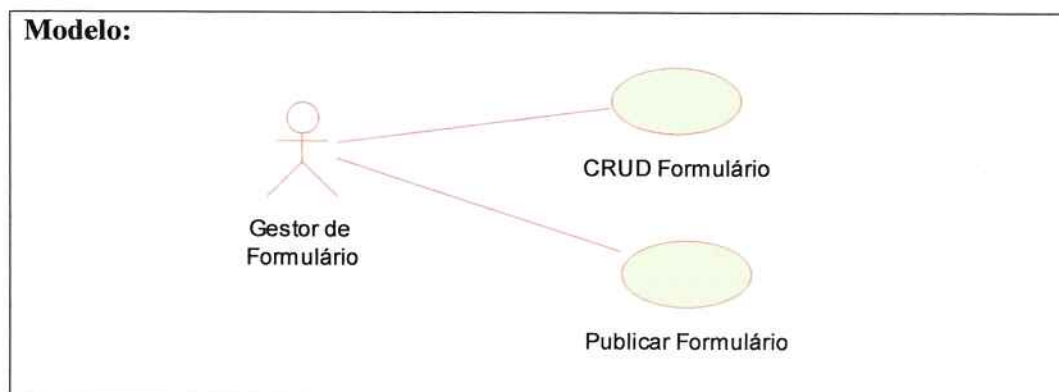 Modelo:
CRUD Formulário
Gestor de
Formulário
Publicar Formulário